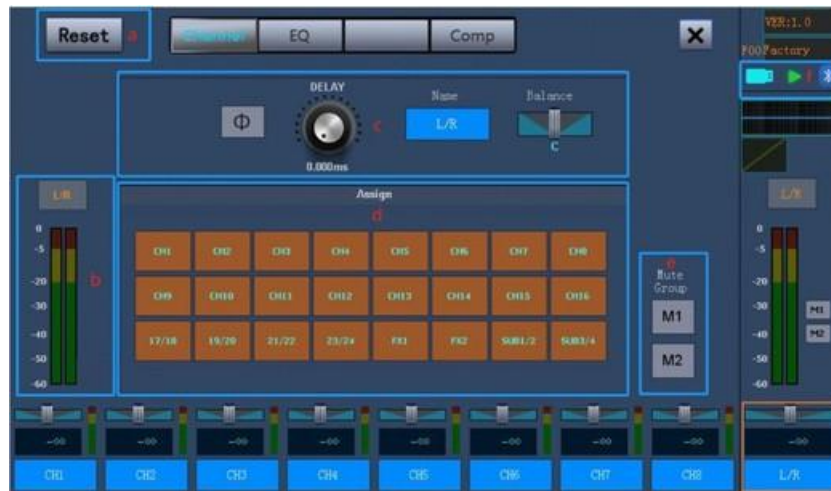 Reset
a
Channel
EQ
Comp
X
VER:1.0
F00Factory
DELAY
Name
Balance
Φ
c
L/R
C
0.000ms
L/R
Assign
d
L/R
0
-5
-20
-30
-40
-50
-60
b
CH1 CH2 CH3 CH4 CH5 CH6 CH7 CH8
CH9 CH10 CH11 CH12 CH13 CH14 CH15 CH16
17/18 19/20 21/22 23/24 FX1 FX2 SUB1/2 SUB3/4
e
Mute
Group
M1
M2
0
-5
-20
-30
-40
-50
-60
M1
M2
-∞ -∞ -∞ -∞ -∞ -∞ -∞ -∞ -∞
CH1 CH2 CH3 CH4 CH5 CH6 CH7 CH8 L/R